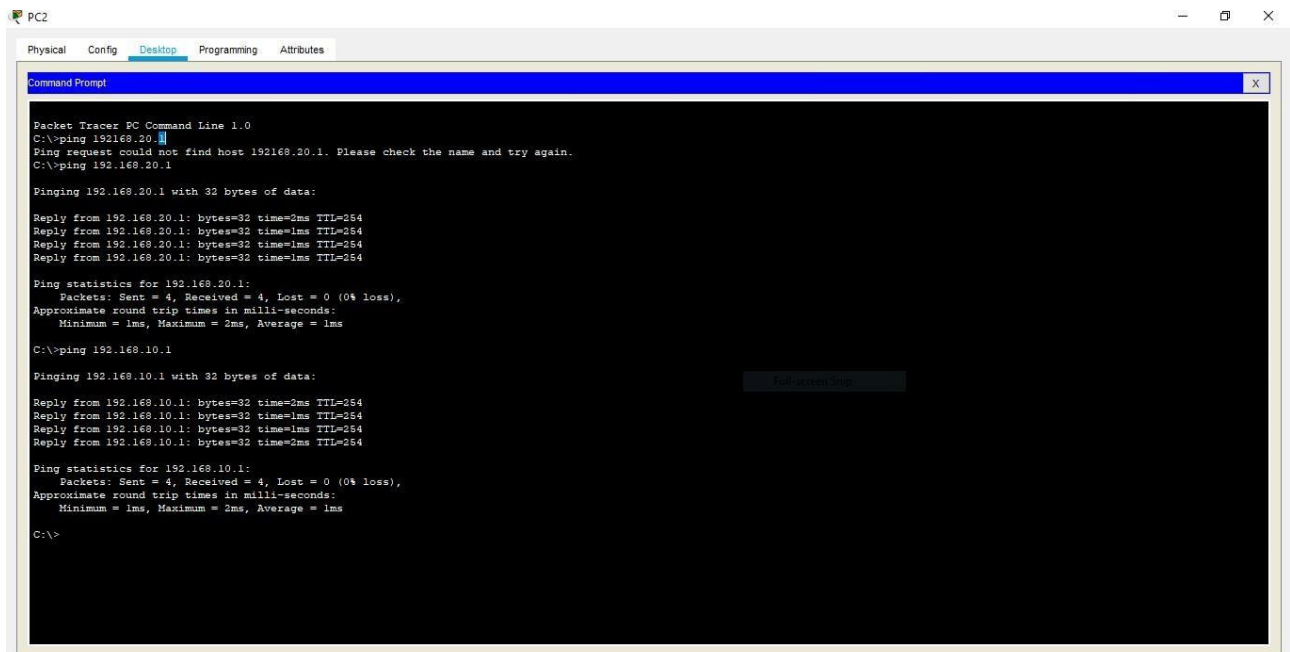 PC2
Physical Config Desktop Programming Attributes
Command Prompt X
Packet Tracer PC Command Line 1.0
C:\>ping 192168.20.1
Ping request could not find host 192168.20.1. Please check the name and try again.
C:\>ping 192.168.20.1
Pinging 192.168.20.1 with 32 bytes of data:
Reply from 192.168.20.1: bytes=32 time=2ms TTL=254
Reply from 192.168.20.1: bytes=32 time=1ms TTL=254
Reply from 192.168.20.1: bytes=32 time=1ms TTL=254
Reply from 192.168.20.1: bytes=32 time=1ms TTL=254
Ping statistics for 192.168.20.1:
Packets: Sent = 4, Received = 4, Lost = 0 (0% loss),
Approximate round trip times in milli-seconds:
Minimum = 1ms, Maximum = 2ms, Average = 1ms
C:\>ping 192.168.10.1
Pinging 192.168.10.1 with 32 bytes of data:
Full-screen Snip
Reply from 192.168.10.1: bytes=32 time=2ms TTL=254
Reply from 192.168.10.1: bytes=32 time=1ms TTL=254
Reply from 192.168.10.1: bytes=32 time=1ms TTL=254
Reply from 192.168.10.1: bytes=32 time=2ms TTL=254
Ping statistics for 192.168.10.1:
Packets: Sent = 4, Received = 4, Lost = 0 (0% loss),
Approximate round trip times in milli-seconds:
Minimum = 1ms, Maximum = 2ms, Average = 1ms
C:\>